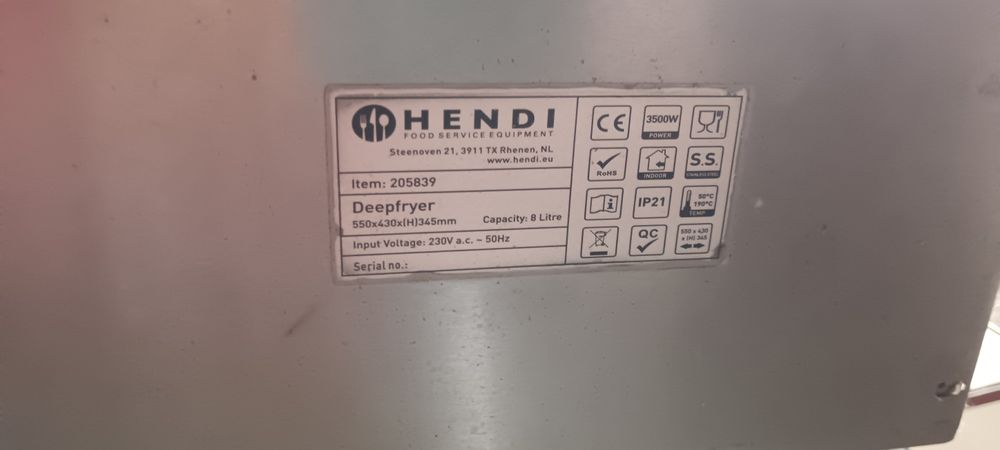 HENDI
FOOD SERVICE EQUIPMENT
Steenoven 21, 3911 TX Rhenen, NL
www.hendi.eu
Item: 205839
Deepfryer
550x430x(H)345mm Capacity: 8 Litre
Input Voltage: 230V a.c. ~ 50Hz
Serial no.:
CE
3500W
POWER
RoHS
INDOOR
S.S.
STAINLESS STEEL
i
IP21
50°C
190°C
TEMP
QC
550 x 430
x (H) 345